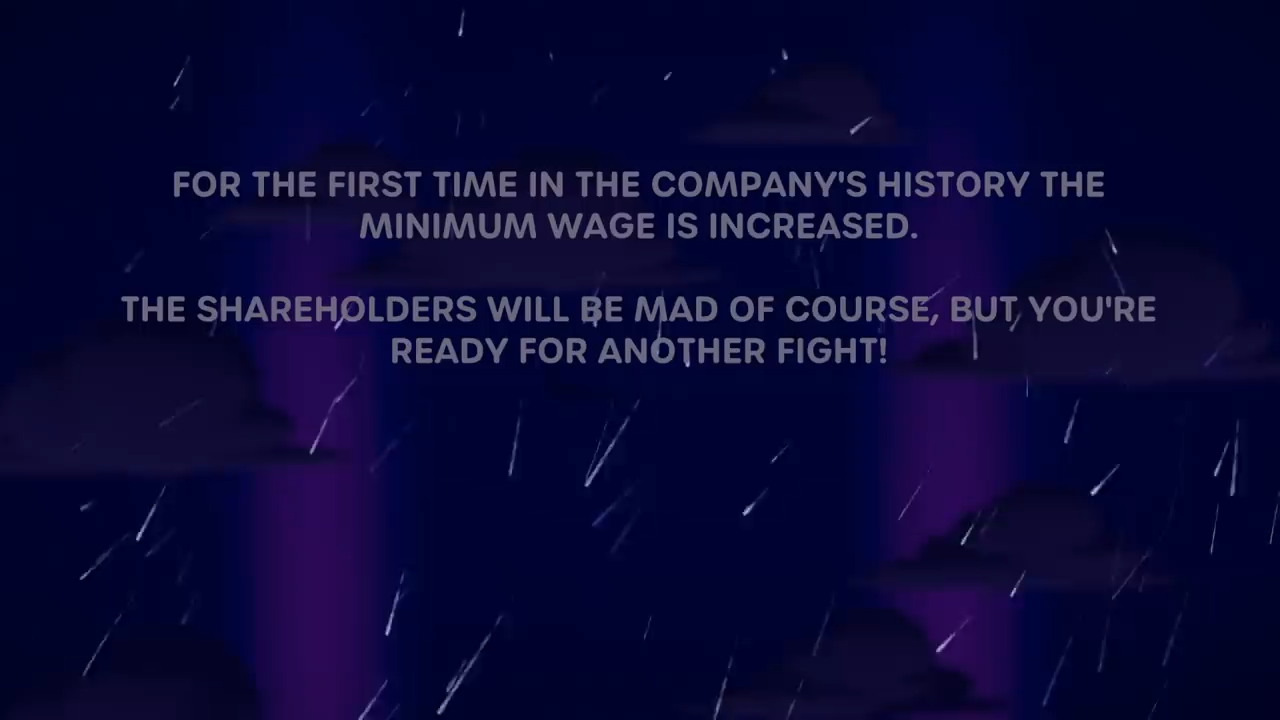 FOR THE FIRST TIME IN THE COMPANY'S HISTORY THE
MINIMUM WAGE IS INCREASED.
THE SHAREHOLDERS WILL BE MAD OF COURSE, BUT YOU'RE
READY FOR ANOTHER FIGHT!